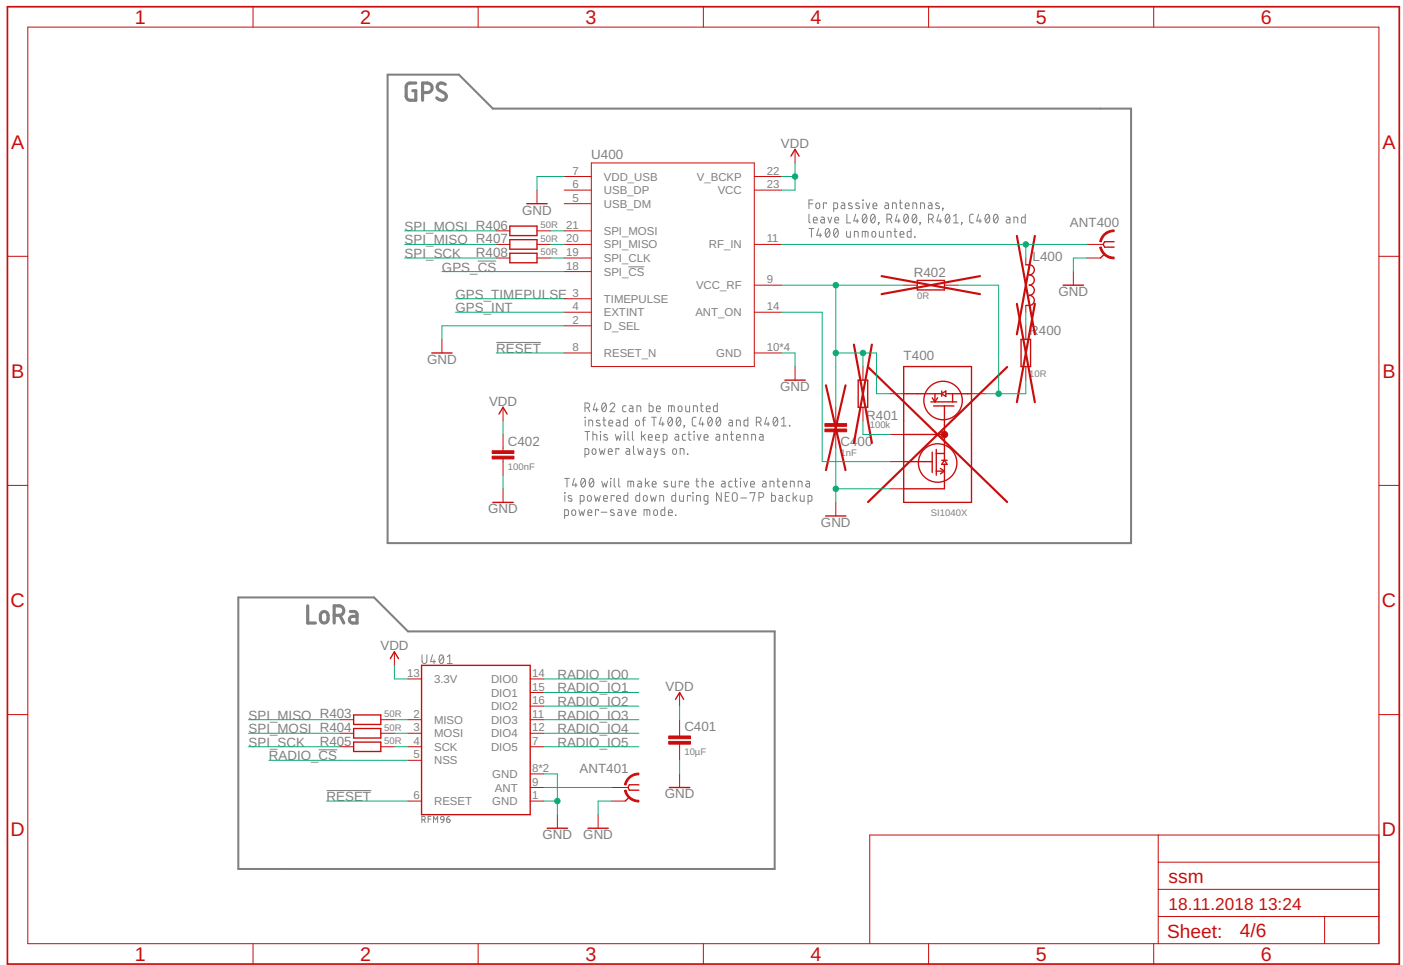 1 2 3 4 5 6
A A
B B
C C
D D
GPS
U400
VDD
7 VDD_USB
6 USB_DP
5 USB_DM
GND
SPI_MOSI R406 50R 21 SPI_MOSI
SPI_MISO R407 50R 20 SPI_MISO
SPI_SCK R408 50R 19 SPI_CLK
GPS_CS 18 SPI_CS
GPS_TIMEPULSE 3 TIMEPULSE
GPS_INT 4 EXTINT
2 D_SEL
GND
RESET 8 RESET_N
V_BCKP 22
VCC 23
RF_IN 11
VCC_RF 9
ANT_ON 14
GND 10*4
GND
For passive antennas,
leave L400, R400, R401, C400 and
T400 unmounted.
ANT400
GND
L400
R402
0R
R400
10R
T400
R401
100k
C400
1nF
SI1040X
GND
VDD
C402
100nF
GND
R402 can be mounted
instead of T400, C400 and R401.
This will keep active antenna
power always on.
T400 will make sure the active antenna
is powered down during NEO-7P backup
power-save mode.
LoRa
VDD
U401
13 3.3V
SPI_MISO R403 50R 2 MISO
SPI_MOSI R404 50R 3 MOSI
SPI_SCK R405 50R 4 SCK
RADIO_CS 5 NSS
RESET 6 RESET
RFM96
DIO0 14 RADIO_IO0
DIO1 15 RADIO_IO1
DIO2 16 RADIO_IO2
DIO3 11 RADIO_IO3
DIO4 12 RADIO_IO4
DIO5 7 RADIO_IO5
GND 8*2
ANT 9
GND 1
ANT401
GND GND
VDD
C401
10µF
GND
ssm
18.11.2018 13:24
Sheet: 4/6
1 2 3 4 5 6